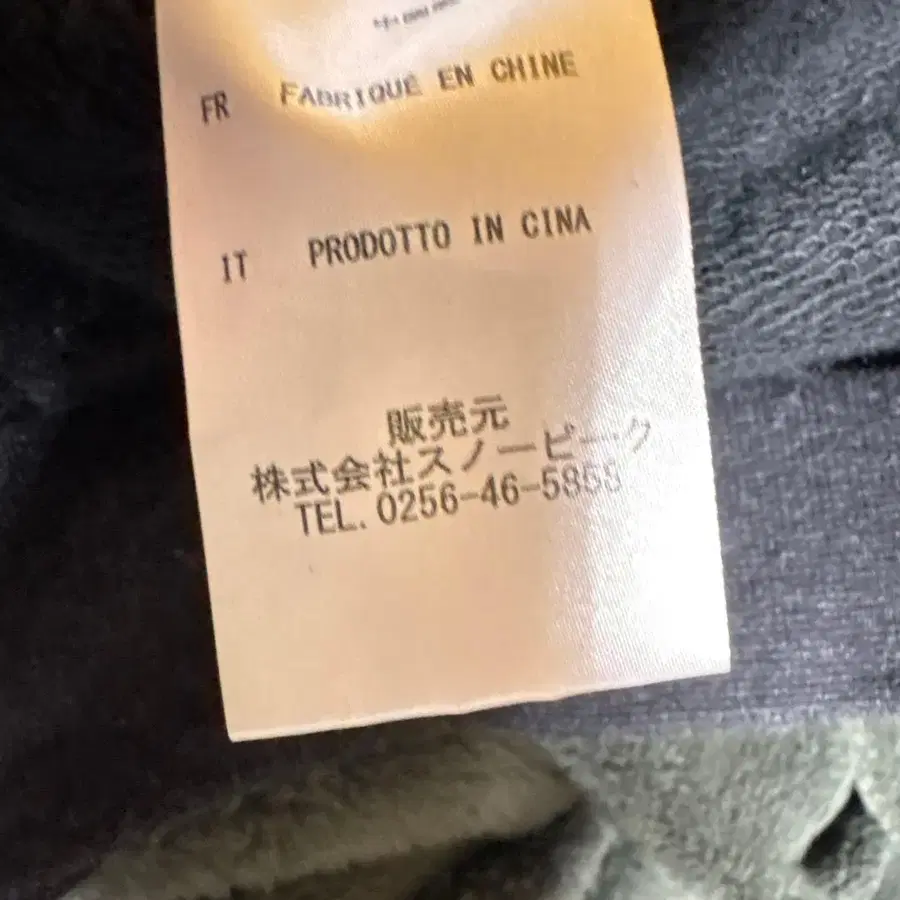 FR FABRIQUÉ EN CHINE
IT PRODOTTO IN CINA
販売元
株式会社スノーピーク
TEL. 0256-46-5858